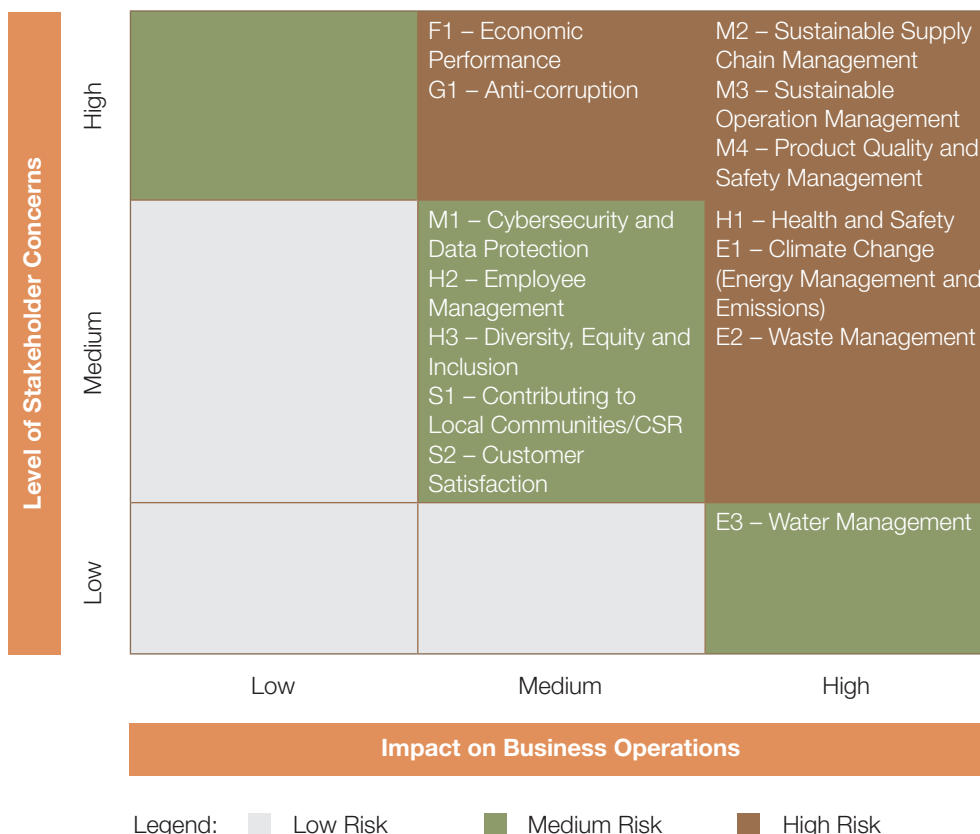 Level of Stakeholder Concerns
High
F1 – Economic
Performance
G1 – Anti-corruption
M2 – Sustainable Supply
Chain Management
M3 – Sustainable
Operation Management
M4 – Product Quality and
Safety Management
Medium
M1 – Cybersecurity and
Data Protection
H2 – Employee
Management
H3 – Diversity, Equity and
Inclusion
S1 – Contributing to
Local Communities/CSR
S2 – Customer
Satisfaction
H1 – Health and Safety
E1 – Climate Change
(Energy Management and
Emissions)
E2 – Waste Management
Low
E3 – Water Management
Low
Medium
High
Impact on Business Operations
Legend:
Low Risk
Medium Risk
High Risk